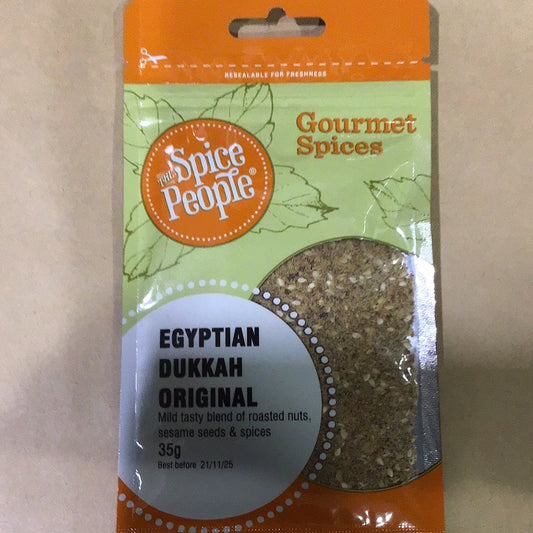 RESEALABLE FOR FRESHNESS
Gourmet
Spices
THE Spice
People®
EGYPTIAN
DUKKAH
ORIGINAL
Mild tasty blend of roasted nuts,
sesame seeds & spices
35g
Best before 21/11/25